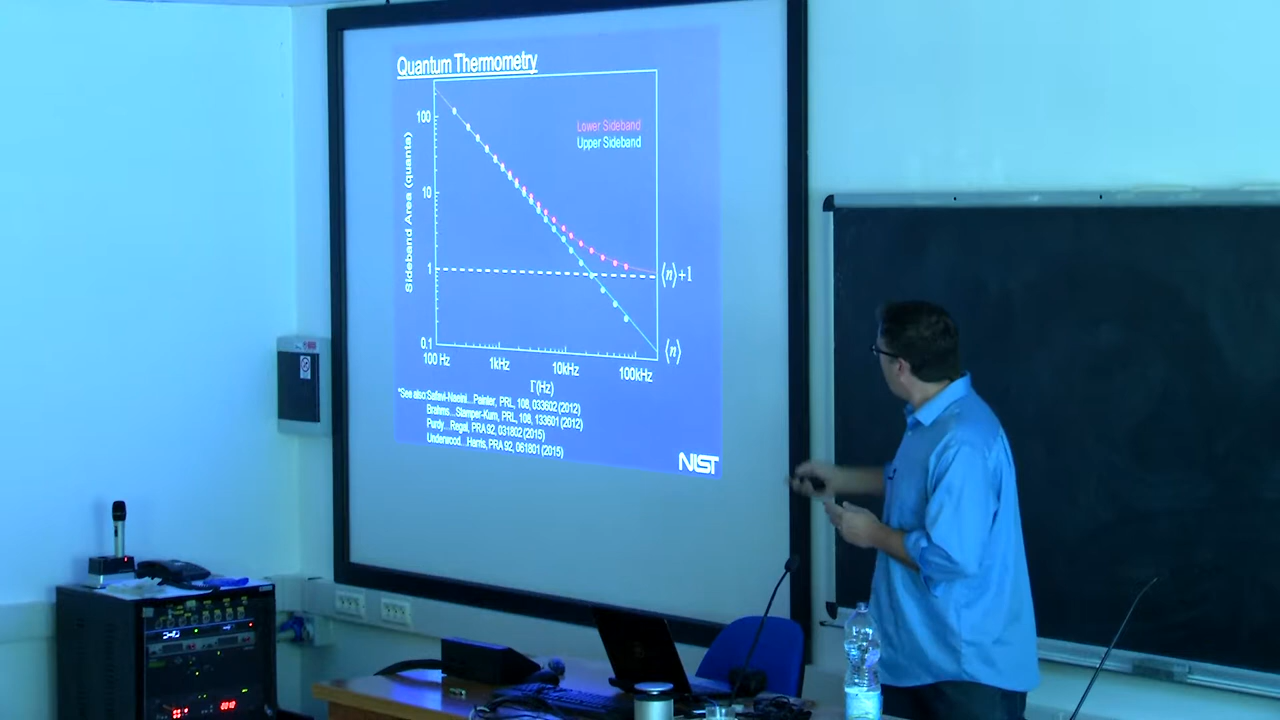 Quantum Thermometry
Lower Sideband
Upper Sideband
Sideband Area (quanta)
100
10
1
0.1
100 Hz
1kHz
10kHz
100kHz
Γ(Hz)
⟨n⟩+1
⟨n⟩
*See also:Safavi-Naeini...Painter, PRL, 108, 033602 (2012)
Brahms...Stamper-Kurn, PRL, 108, 133601 (2012)
Purdy...Regal, PRA 92, 031802 (2015)
Underwood...Harris, PRA 92, 061801 (2015)
NIST